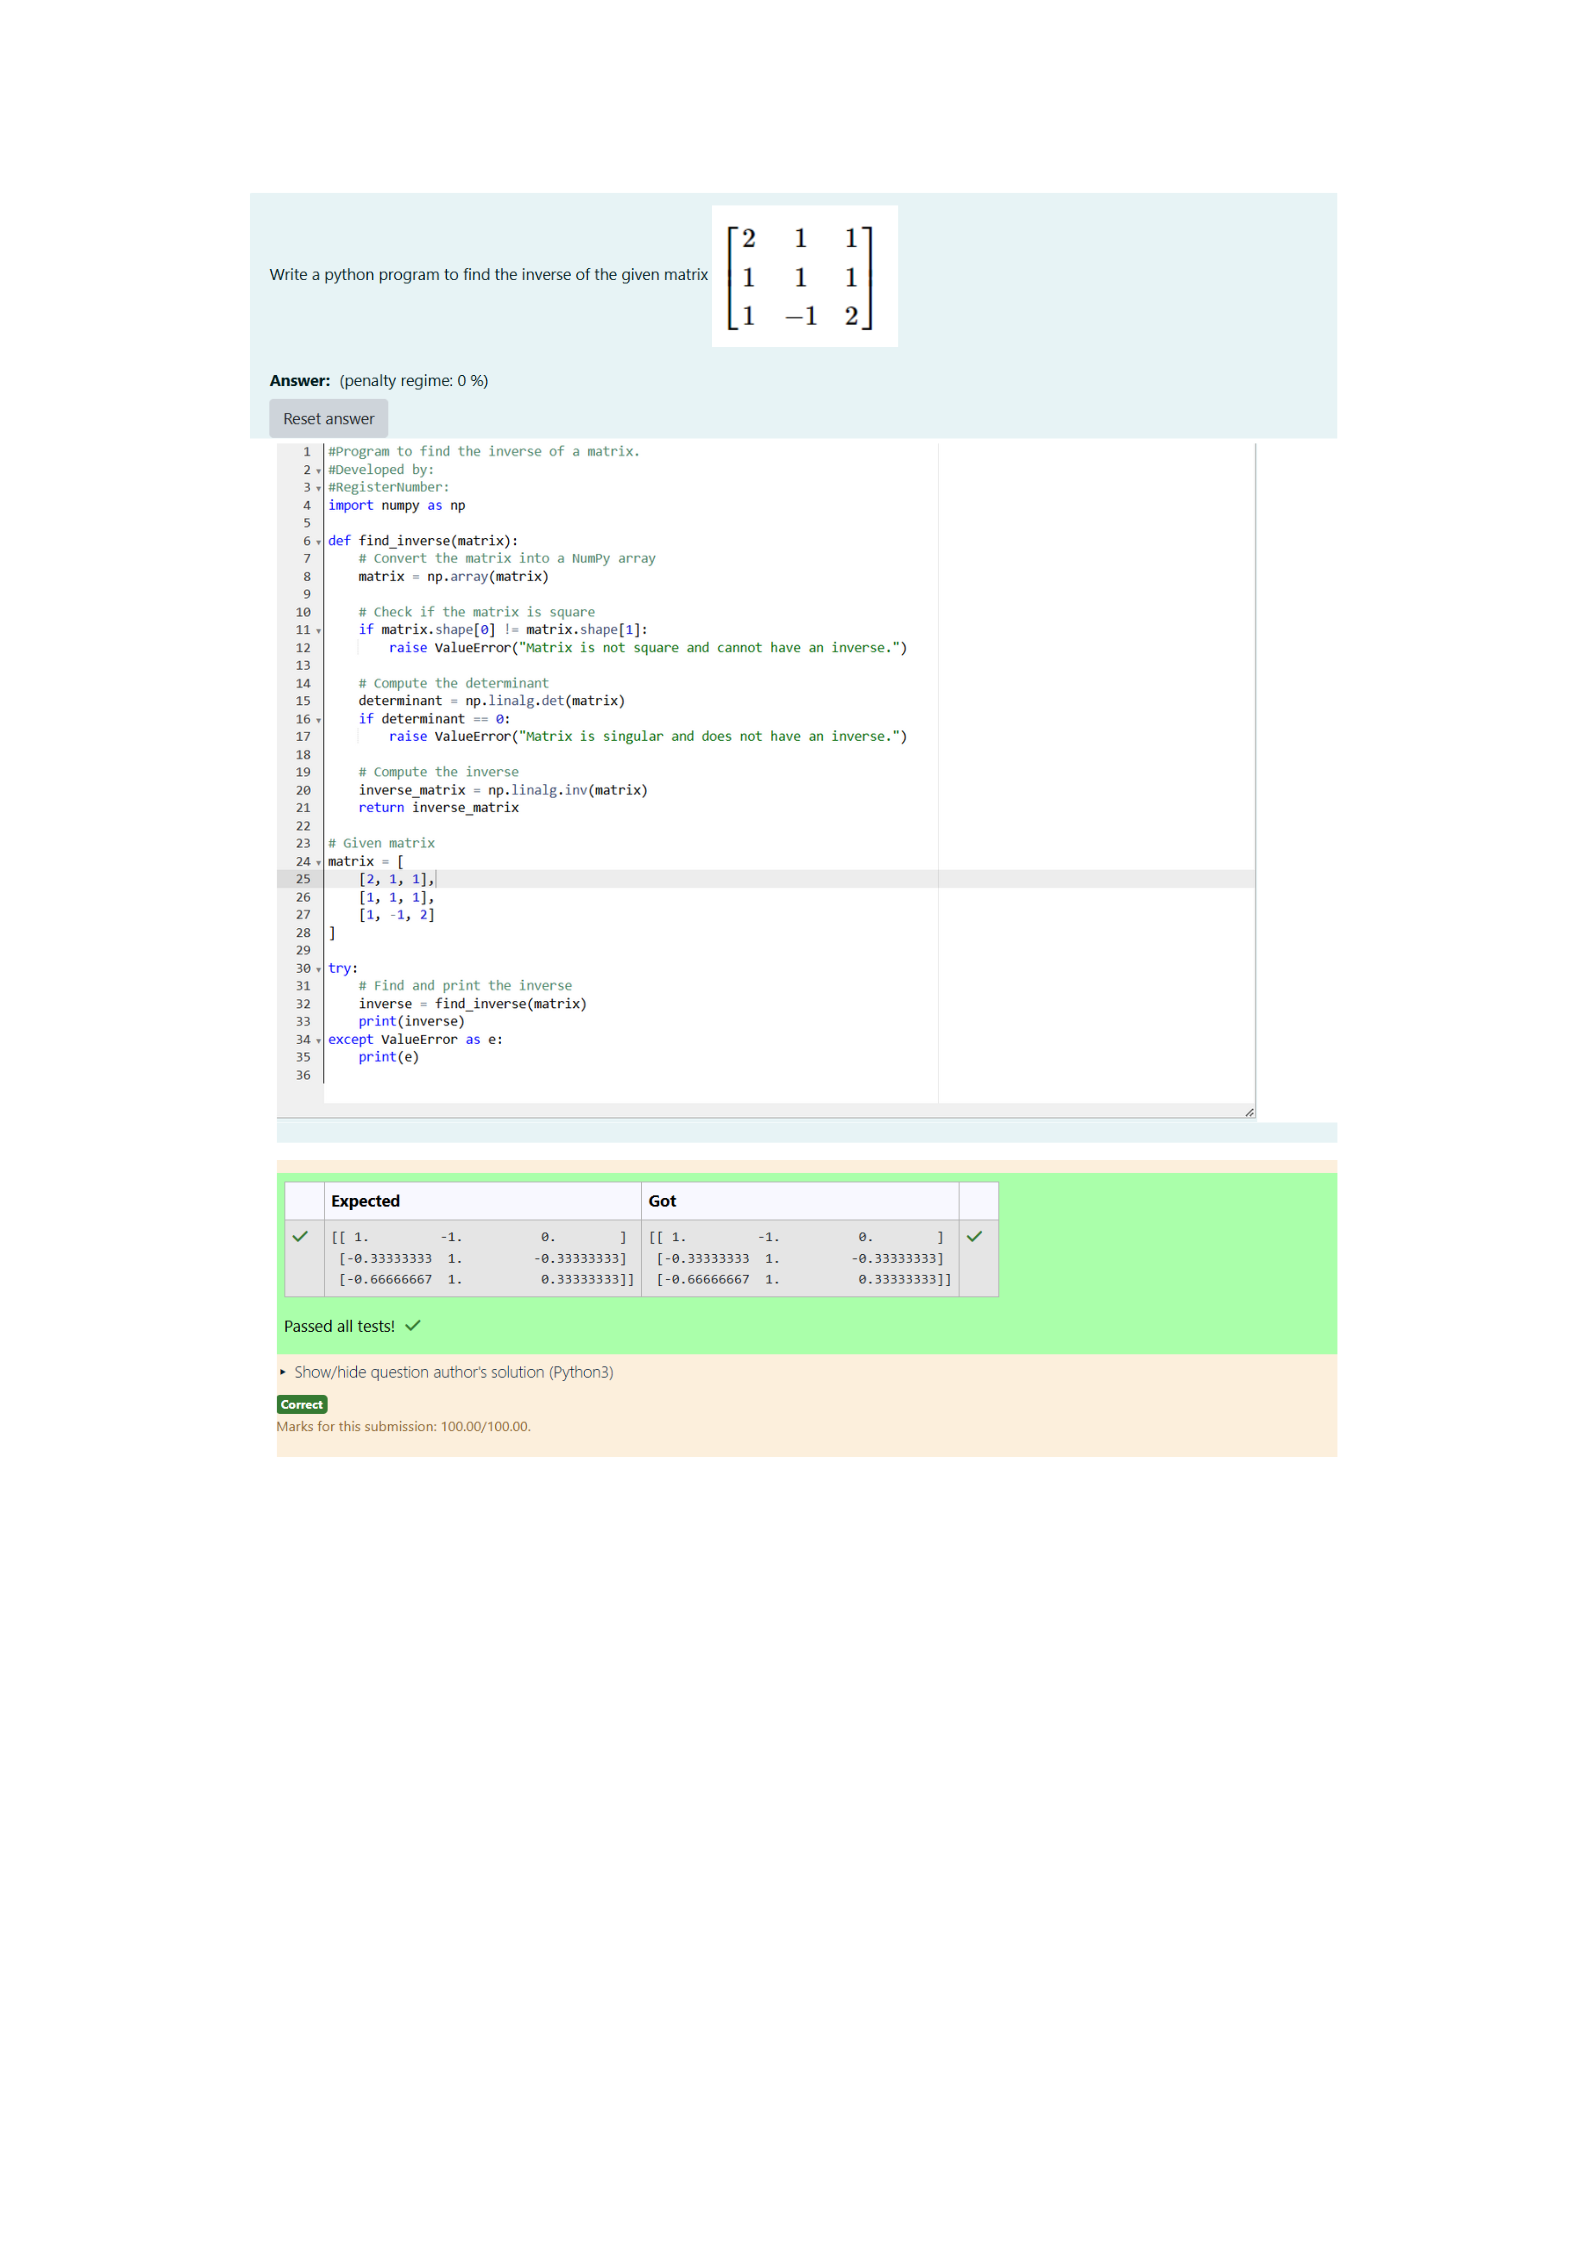 Write a python program to find the inverse of the given matrix
2 1 1
1 1 1
1 −1 2
Answer: (penalty regime: 0 %)
Reset answer
1 #Program to find the inverse of a matrix.
2 #Developed by:
3 #RegisterNumber:
4 import numpy as np
5
6 def find_inverse(matrix):
7     # Convert the matrix into a NumPy array
8     matrix = np.array(matrix)
9
10     # Check if the matrix is square
11     if matrix.shape[0] != matrix.shape[1]:
12         raise ValueError("Matrix is not square and cannot have an inverse.")
13
14     # Compute the determinant
15     determinant = np.linalg.det(matrix)
16     if determinant == 0:
17         raise ValueError("Matrix is singular and does not have an inverse.")
18
19     # Compute the inverse
20     inverse_matrix = np.linalg.inv(matrix)
21     return inverse_matrix
22
23 # Given matrix
24 matrix = [
25     [2, 1, 1],
26     [1, 1, 1],
27     [1, -1, 2]
28 ]
29
30 try:
31     # Find and print the inverse
32     inverse = find_inverse(matrix)
33     print(inverse)
34 except ValueError as e:
35     print(e)
36
Expected Got
[[ 1. -1. 0. ] [[ 1. -1. 0. ]
[-0.33333333 1. -0.33333333] [-0.33333333 1. -0.33333333]
[-0.66666667 1. 0.33333333]] [-0.66666667 1. 0.33333333]]
Passed all tests!
Show/hide question author's solution (Python3)
Correct
Marks for this submission: 100.00/100.00.